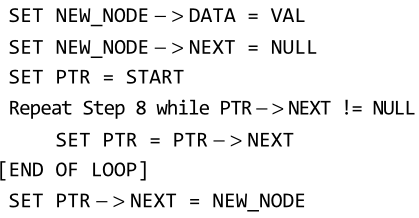 SET NEW_NODE->DATA = VAL
SET NEW_NODE->NEXT = NULL
SET PTR = START
Repeat Step 8 while PTR->NEXT != NULL
SET PTR = PTR->NEXT
[END OF LOOP]
SET PTR->NEXT = NEW_NODE